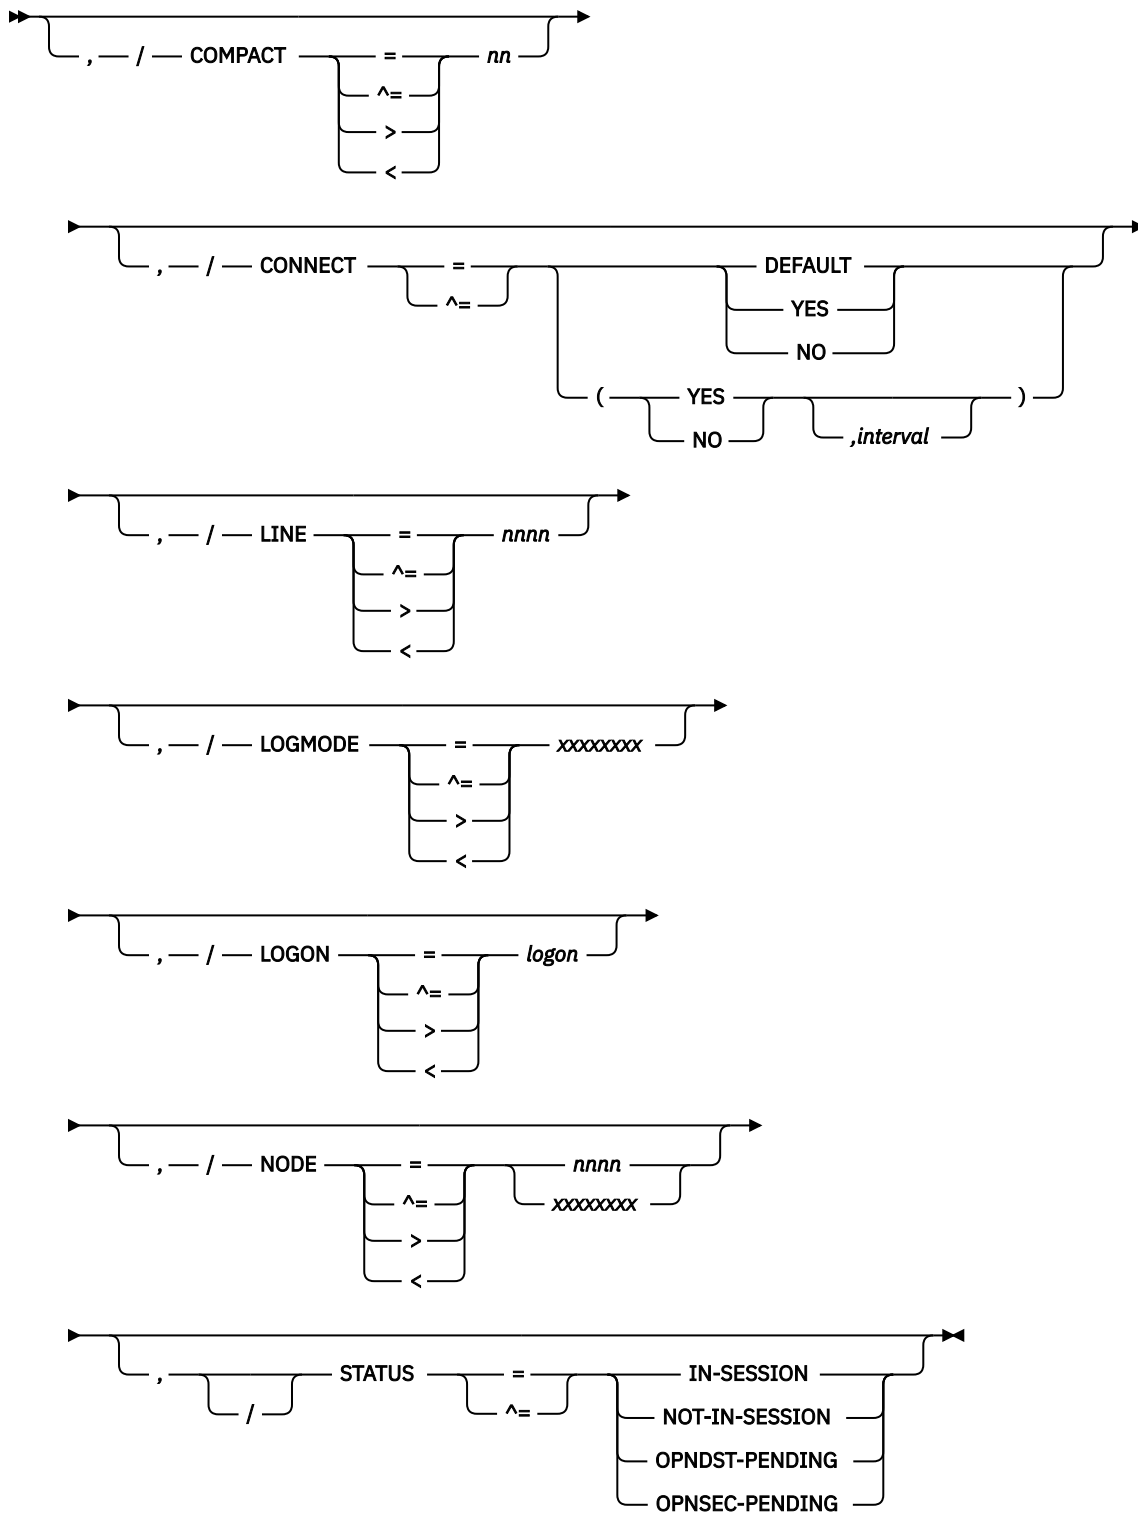 , / COMPACT = nn
^=
>
<
, / CONNECT = DEFAULT
^= YES
NO
( YES )
NO ,interval
, / LINE = nnnn
^=
>
<
, / LOGMODE = xxxxxxxx
^=
>
<
, / LOGON = logon
^=
>
<
, / NODE = nnnn
^= xxxxxxxx
>
<
, STATUS = IN-SESSION
/ ^= NOT-IN-SESSION
OPNDST-PENDING
OPNSEC-PENDING